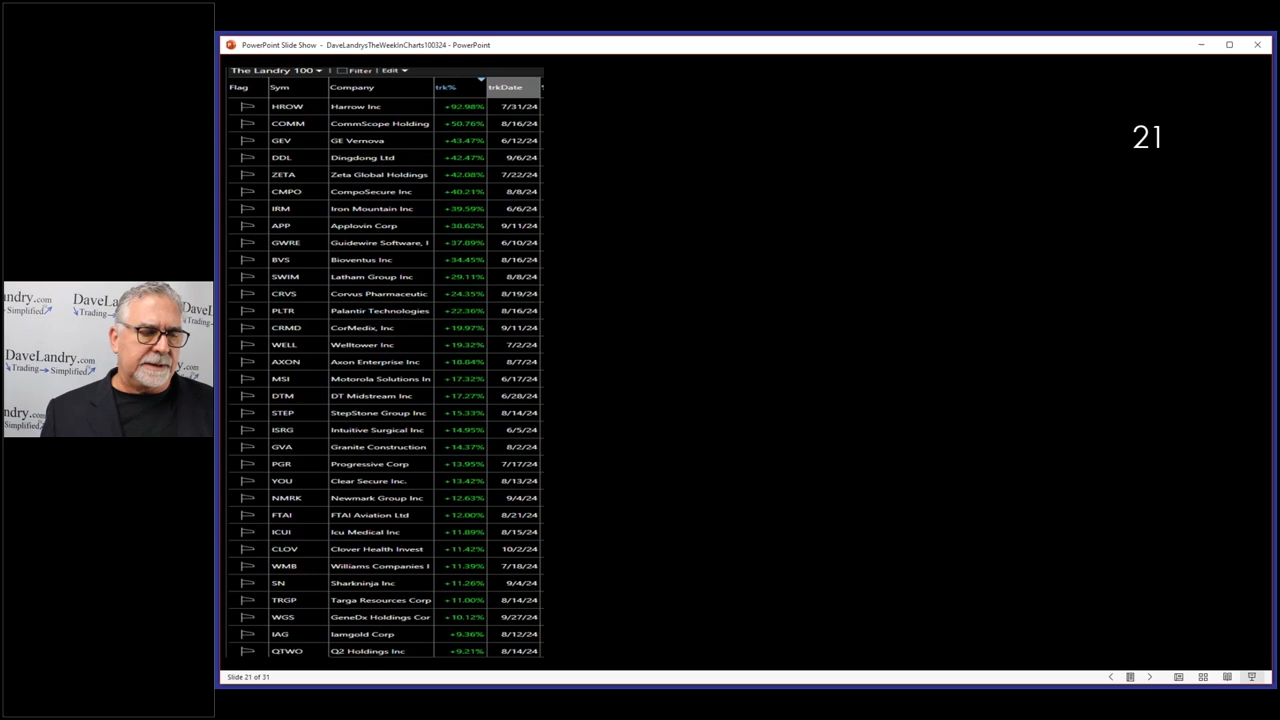 PowerPoint Slide Show - DaveLandrysTheWeekInCharts100324 - PowerPoint
The Landry 100 Filter Edit
Flag Sym Company trk% trkDate
HROW Harrow Inc +92.98% 7/31/24
COMM CommScope Holding +50.76% 8/16/24
GEV GE Vernova +43.47% 6/12/24
DDL Dingdong Ltd +42.47% 9/6/24
ZETA Zeta Global Holdings +42.08% 7/22/24
CMPO CompoSecure Inc +40.21% 8/8/24
IRM Iron Mountain Inc +39.59% 6/6/24
APP Applovin Corp +38.62% 9/11/24
GWRE Guidewire Software, I +37.89% 6/10/24
BVS Bioventus Inc +34.45% 8/16/24
SWIM Latham Group Inc +29.11% 8/8/24
CRVS Corvus Pharmaceutic +24.35% 8/19/24
PLTR Palantir Technologies +22.36% 8/16/24
CRMD CorMedix, Inc +19.97% 9/11/24
WELL Welltower Inc +19.32% 7/2/24
AXON Axon Enterprise Inc +18.84% 8/7/24
MSI Motorola Solutions In +17.32% 6/17/24
DTM DT Midstream Inc +17.27% 6/28/24
STEP StepStone Group Inc +15.33% 8/14/24
ISRG Intuitive Surgical Inc +14.95% 6/5/24
GVA Granite Construction +14.37% 8/2/24
PGR Progressive Corp +13.95% 7/17/24
YOU Clear Secure Inc. +13.42% 8/13/24
NMRK Newmark Group Inc +12.63% 9/4/24
FTAI FTAI Aviation Ltd +12.00% 8/21/24
ICUI Icu Medical Inc +11.89% 8/15/24
CLOV Clover Health Invest +11.42% 10/2/24
WMB Williams Companies I +11.39% 7/18/24
SN Sharkninja Inc +11.26% 9/4/24
TRGP Targa Resources Corp +11.00% 8/14/24
WGS GeneDx Holdings Cor +10.12% 9/27/24
IAG Iamgold Corp +9.36% 8/12/24
QTWO Q2 Holdings Inc +9.21% 8/14/24
21
Slide 21 of 31
andry.com
Simplified
DaveLandry
Trading
DaveLandry.com
Trading Simplified